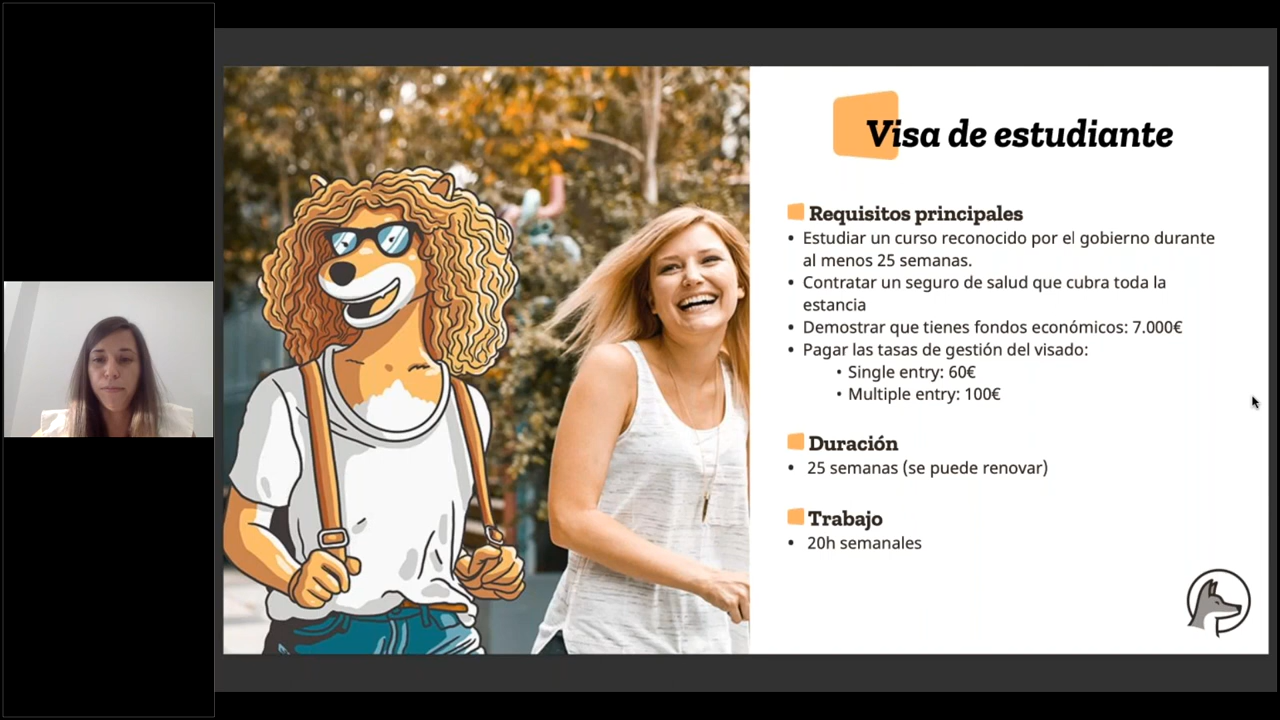 Visa de estudiante
Requisitos principales
• Estudiar un curso reconocido por el gobierno durante
al menos 25 semanas.
• Contratar un seguro de salud que cubra toda la
estancia
• Demostrar que tienes fondos económicos: 7.000€
• Pagar las tasas de gestión del visado:
• Single entry: 60€
• Multiple entry: 100€
Duración
• 25 semanas (se puede renovar)
Trabajo
• 20h semanales